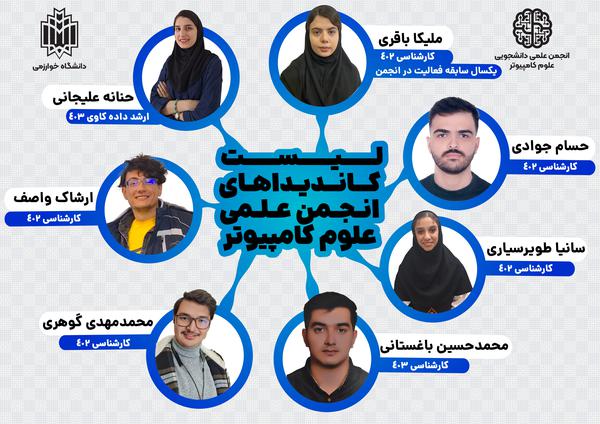 دانشگاه خوارزمی
انجمن علمی دانشجویی
علوم کامپیوتر
ملیکا باقری
کارشناسی ۴۰۲
یکسال سابقه فعالیت در انجمن
حنانه علیجانی
ارشد داده کاوی ۴۰۳
حسام جوادی
کارشناسی ۴۰۲
لیست
کاندیداهای
انجمن علمی
علوم کامپیوتر
ارشاک واصف
کارشناسی ۴۰۲
سانیا طویرسیاری
کارشناسی ۴۰۲
محمدمهدی گوهری
کارشناسی ۴۰۲
محمدحسین باغستانی
کارشناسی ۴۰۳